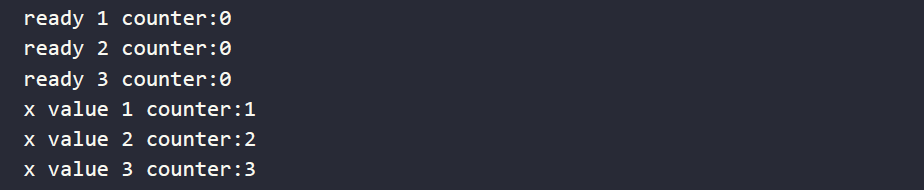 ready 1 counter:0
ready 2 counter:0
ready 3 counter:0
x value 1 counter:1
x value 2 counter:2
x value 3 counter:3